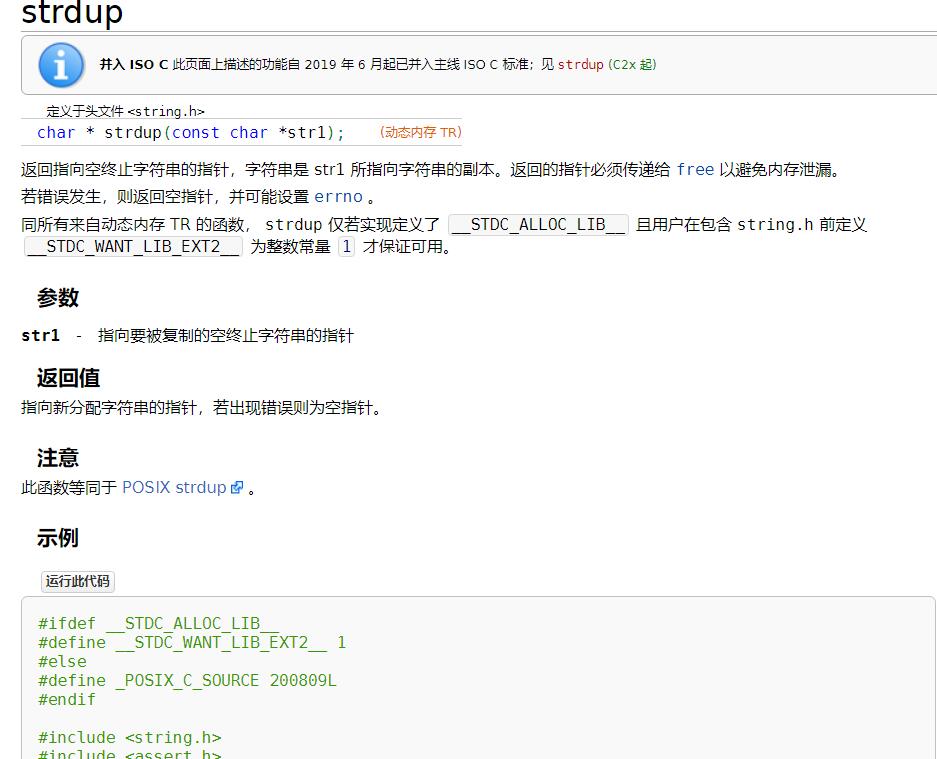 strdup
并入 ISO C 此页面上描述的功能自 2019 年 6 月起已并入主线 ISO C 标准；见 strdup (C2x 起)
定义于头文件 <string.h>
char * strdup(const char *str1); (动态内存 TR)
返回指向空终止字符串的指针，字符串是 str1 所指向字符串的副本。返回的指针必须传递给 free 以避免内存泄漏。
若错误发生，则返回空指针，并可能设置 errno 。
同所有来自动态内存 TR 的函数， strdup 仅若实现定义了 __STDC_ALLOC_LIB__ 且用户在包含 string.h 前定义
__STDC_WANT_LIB_EXT2__ 为整数常量 1 才保证可用。
参数
str1 - 指向要被复制的空终止字符串的指针
返回值
指向新分配字符串的指针，若出现错误则为空指针。
注意
此函数等同于 POSIX strdup 。
示例
运行此代码
#ifdef __STDC_ALLOC_LIB__
#define __STDC_WANT_LIB_EXT2__ 1
#else
#define _POSIX_C_SOURCE 200809L
#endif
#include <string.h>
#include <assert.h>